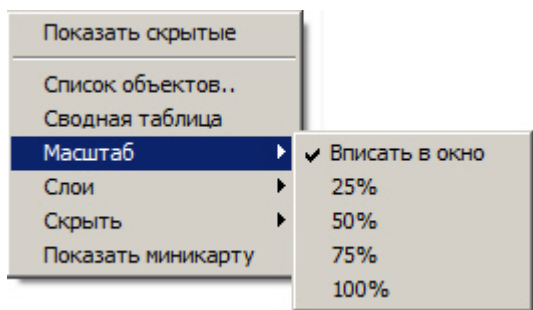 Показать скрытые
Список объектов..
Сводная таблица
Масштаб
Слои
Скрыть
Показать миникарту
Вписать в окно
25%
50%
75%
100%